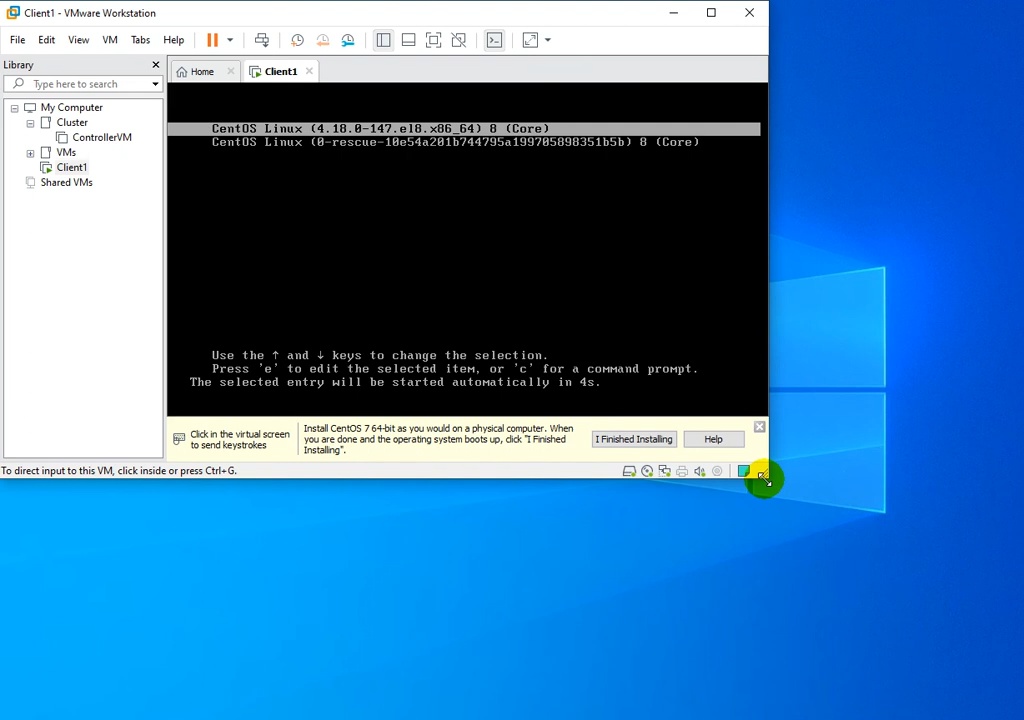 Client1 - VMware Workstation
File Edit View VM Tabs Help
Library
Type here to search
My Computer
Cluster
ControllerVM
VMs
Client1
Shared VMs
Home
Client1
CentOS Linux (4.18.0-147.el8.x86_64) 8 (Core)
CentOS Linux (0-rescue-10e54a201b744795a199705898351b5b) 8 (Core)
Use the ↑ and ↓ keys to change the selection.
Press 'e' to edit the selected item, or 'c' for a command prompt.
The selected entry will be started automatically in 4s.
Click in the virtual screen
to send keystrokes
Install CentOS 7 64-bit as you would on a physical computer. When
you are done and the operating system boots up, click "I Finished
Installing".
I Finished Installing
Help
To direct input to this VM, click inside or press Ctrl+G.